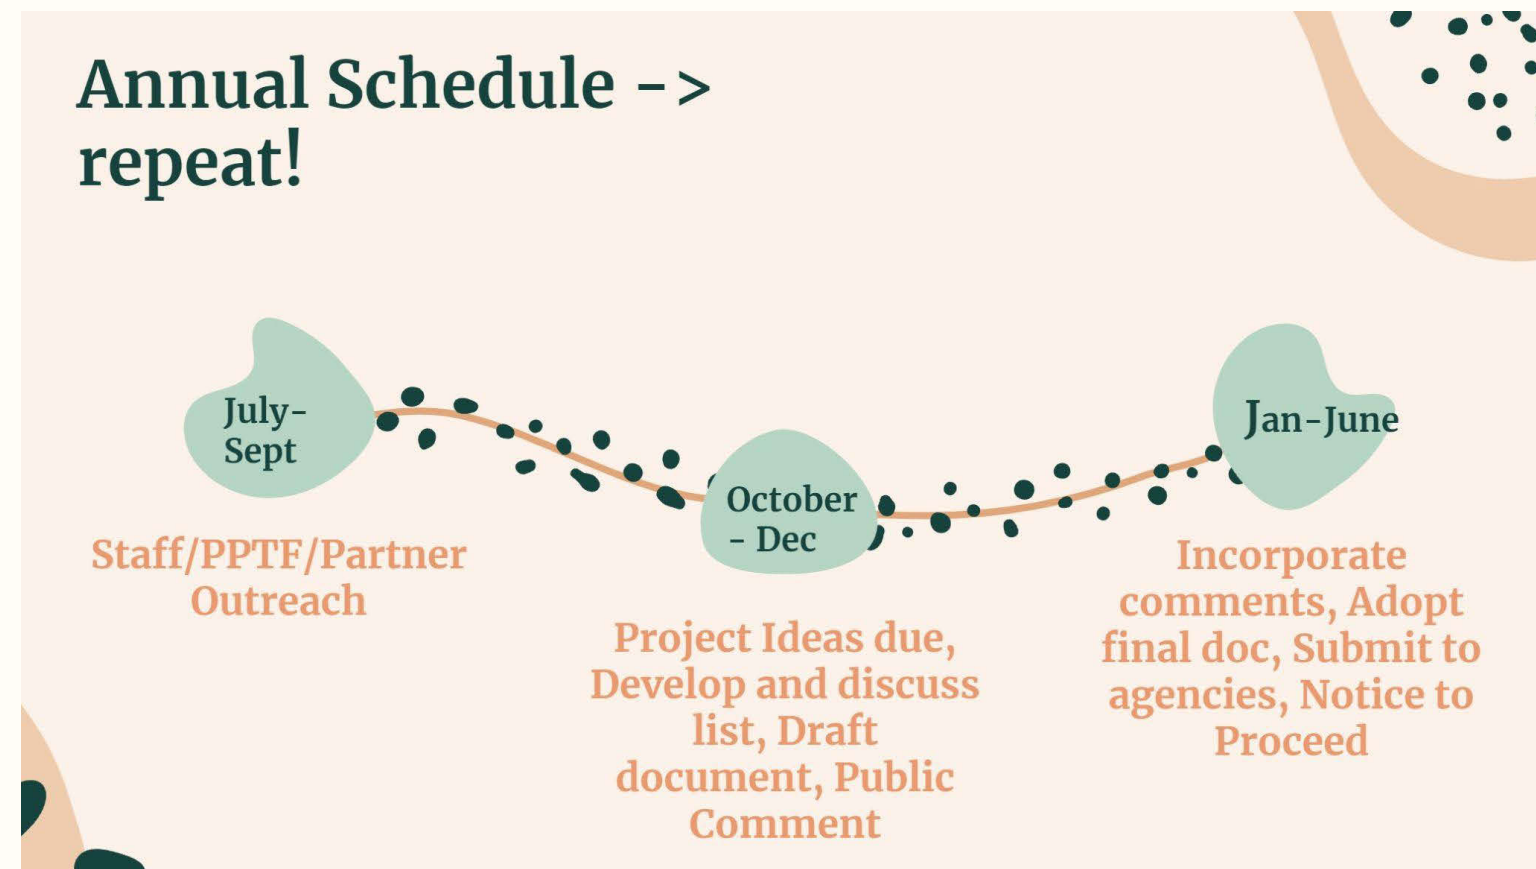 Annual Schedule ->
repeat!
July-
Sept
Staff/PPTF/Partner
Outreach
October
- Dec
Project Ideas due,
Develop and discuss
list, Draft
document, Public
Comment
Jan-June
Incorporate
comments, Adopt
final doc, Submit to
agencies, Notice to
Proceed